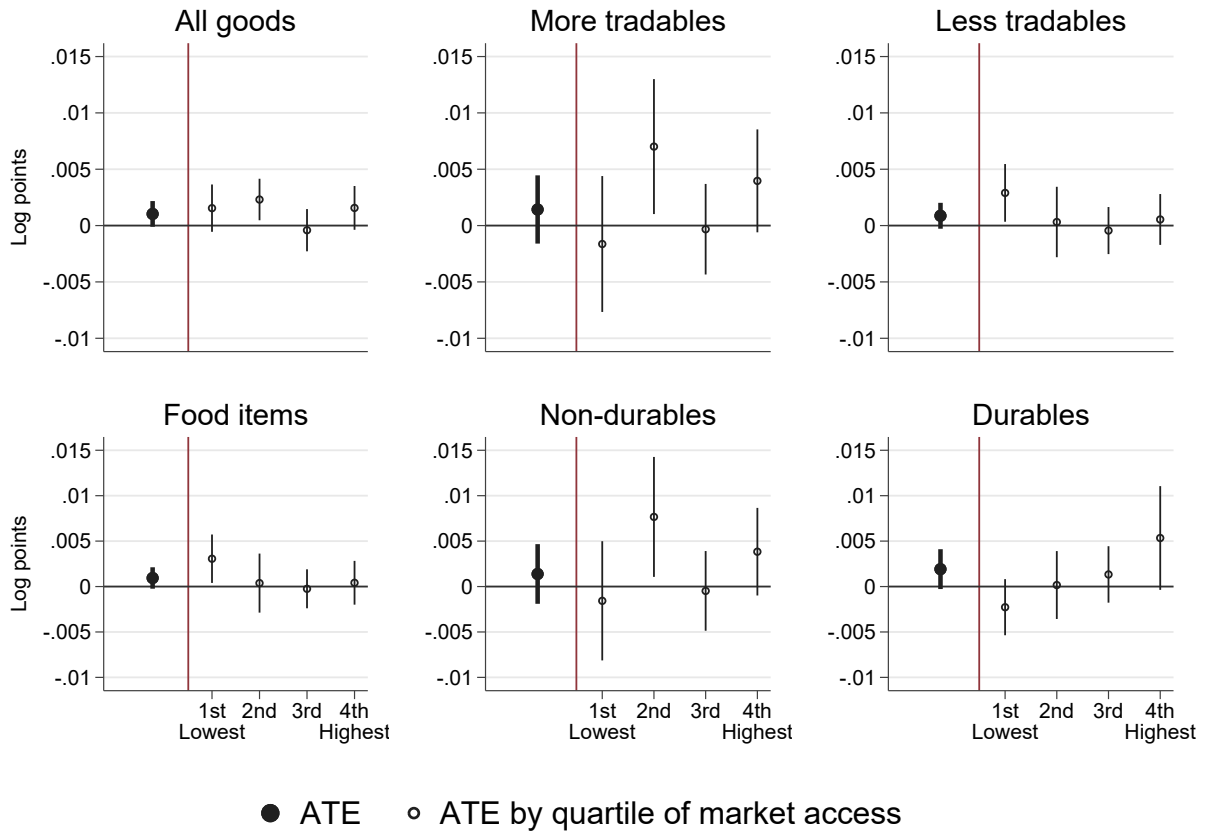 All goods
More tradables
Less tradables
Log points
.015
.01
.005
0
-.005
-.01
.015
.01
.005
0
-.005
-.01
.015
.01
.005
0
-.005
-.01
Food items
Non-durables
Durables
Log points
.015
.01
.005
0
-.005
-.01
.015
.01
.005
0
-.005
-.01
.015
.01
.005
0
-.005
-.01
1st 2nd 3rd 4th
Lowest Highest
1st 2nd 3rd 4th
Lowest Highest
1st 2nd 3rd 4th
Lowest Highest
ATE ATE by quartile of market access